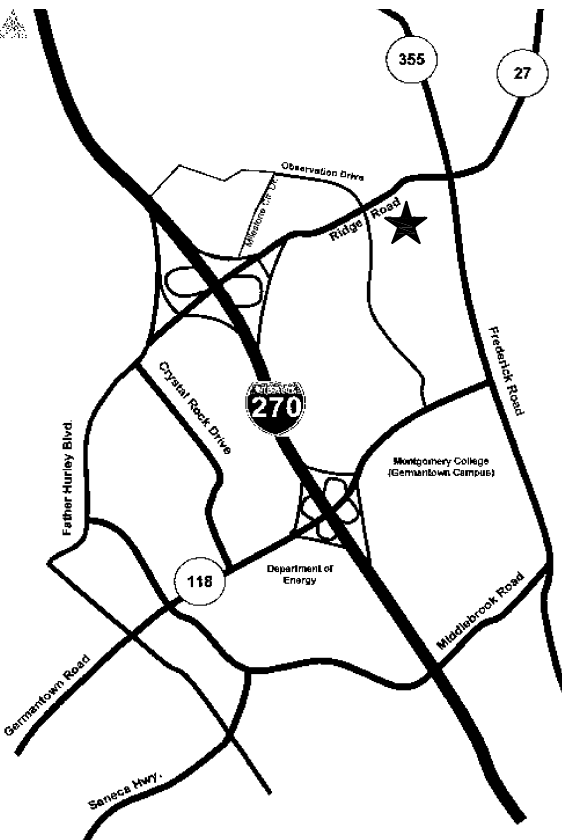 355
27
Observation Drive
Milestone Ctr. Dr.
Ridge Road
Crystal Rock Drive
Frederick Road
270
Father Hurley Blvd.
Montgomery College
(Germantown Campus)
118
Department of
Energy
Middlebrook Road
Germantown Road
Seneca Hwy.